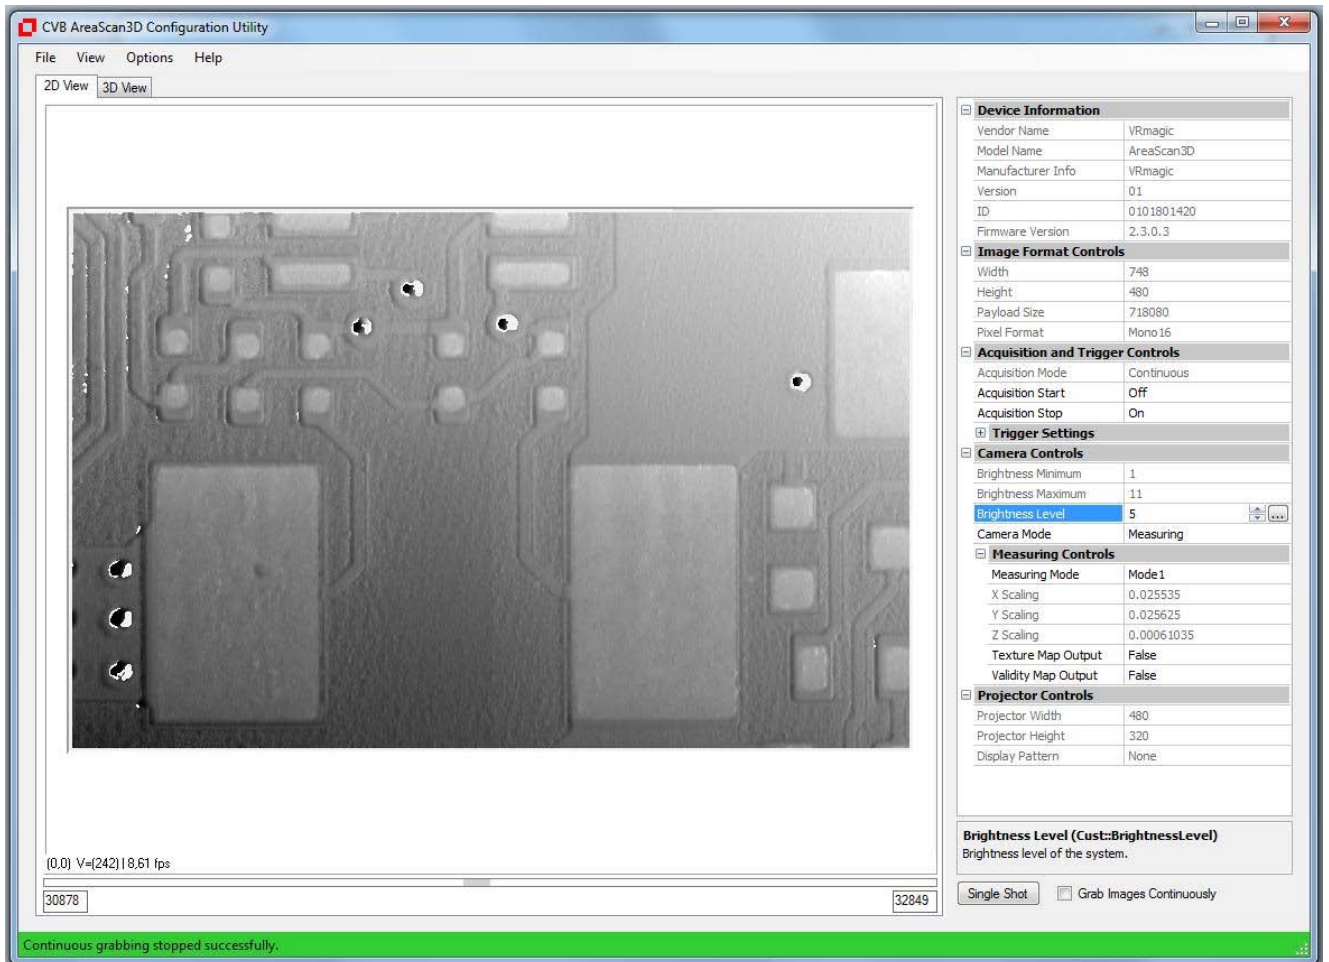 CVB AreaScan3D Configuration Utility
File View Options Help
2D View 3D View
Device Information
Vendor Name VRmagic
Model Name AreaScan3D
Manufacturer Info VRmagic
Version 01
ID 0101801420
Firmware Version 2.3.0.3
Image Format Controls
Width 748
Height 480
Payload Size 718080
Pixel Format Mono16
Acquisition and Trigger Controls
Acquisition Mode Continuous
Acquisition Start Off
Acquisition Stop On
Trigger Settings
Camera Controls
Brightness Minimum 1
Brightness Maximum 11
Brightness Level 5 ...
Camera Mode Measuring
Measuring Controls
Measuring Mode Mode1
X Scaling 0.025535
Y Scaling 0.025625
Z Scaling 0.00061035
Texture Map Output False
Validity Map Output False
Projector Controls
Projector Width 480
Projector Height 320
Display Pattern None
Brightness Level (Cust::BrightnessLevel)
Brightness level of the system.
(0,0) V=(242) | 8,61 fps
30878 32849
Single Shot Grab Images Continuously
Continuous grabbing stopped successfully.